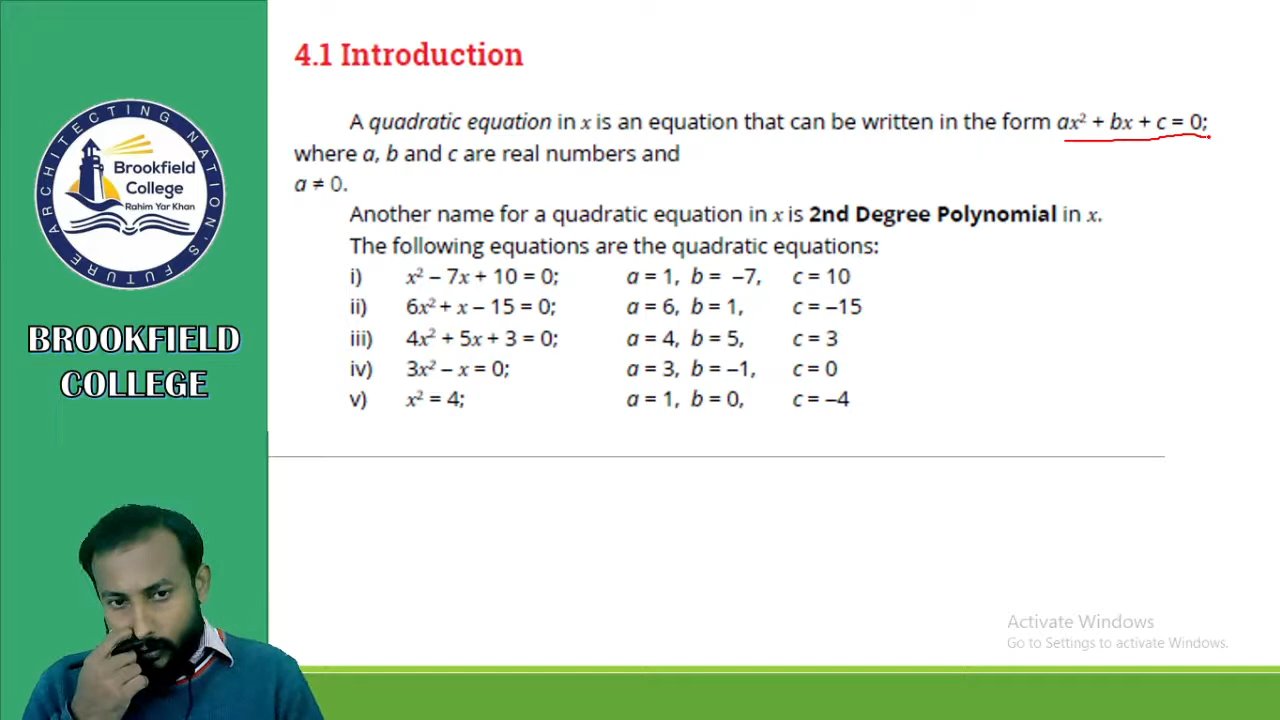 4.1 Introduction
A quadratic equation in x is an equation that can be written in the form ax² + bx + c = 0;
where a, b and c are real numbers and
a ≠ 0.
Another name for a quadratic equation in x is 2nd Degree Polynomial in x.
The following equations are the quadratic equations:
i) x² – 7x + 10 = 0; a = 1, b = –7, c = 10
ii) 6x² + x – 15 = 0; a = 6, b = 1, c = –15
iii) 4x² + 5x + 3 = 0; a = 4, b = 5, c = 3
iv) 3x² – x = 0; a = 3, b = –1, c = 0
v) x² = 4; a = 1, b = 0, c = –4
ARCHITECTING NATION'S FUTURE
Brookfield
College
Rahim Yar Khan
BROOKFIELD
COLLEGE
Activate Windows
Go to Settings to activate Windows.